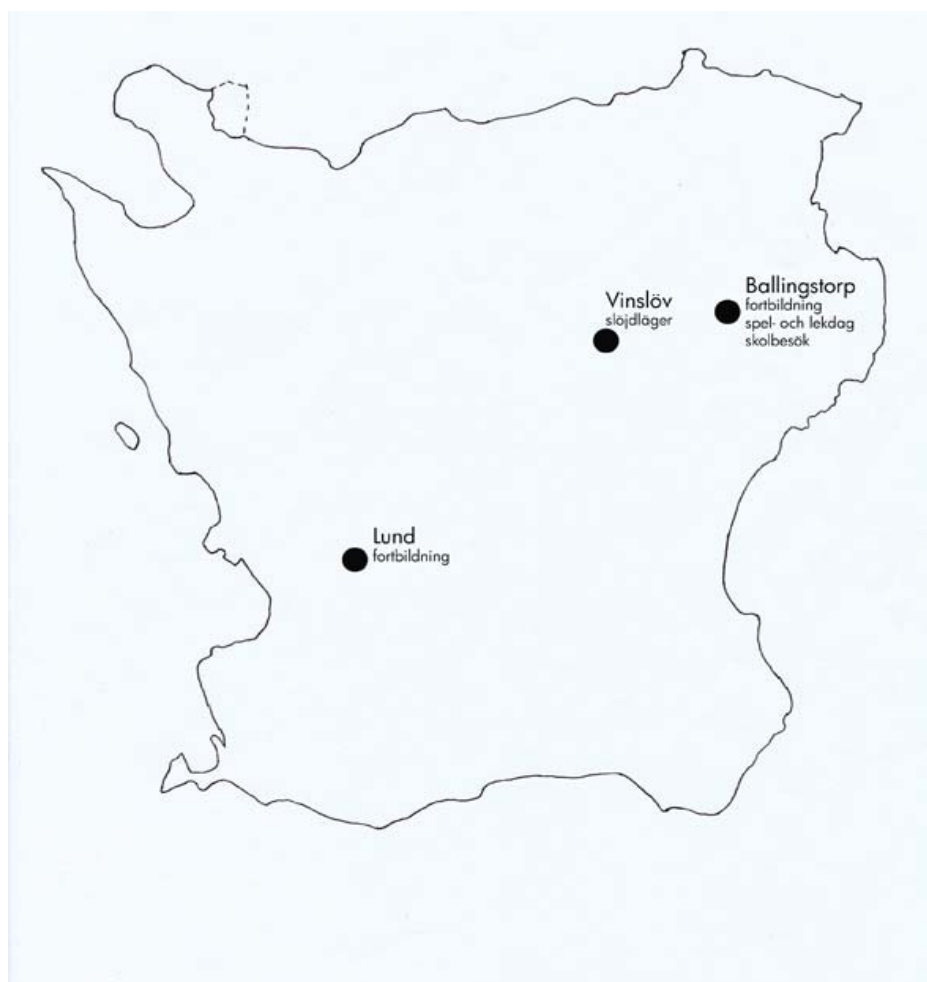 Ballingstorp
fortbildning
spel- och lekdag
skolbesök
Vinslöv
slöjdläger
Lund
fortbildning